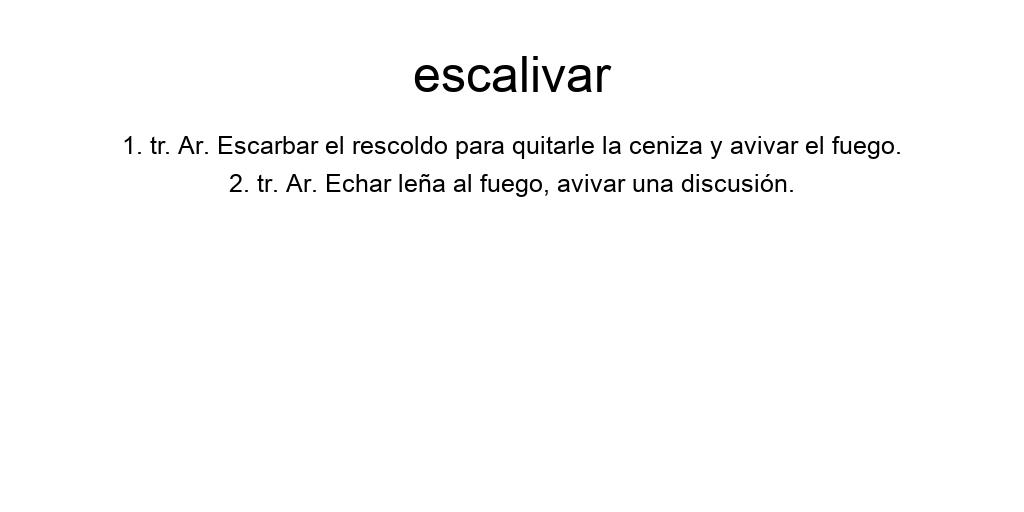 escalivar
1. tr. Ar. Escarbar el rescoldo para quitarle la ceniza y avivar el fuego.
2. tr. Ar. Echar leña al fuego, avivar una discusión.